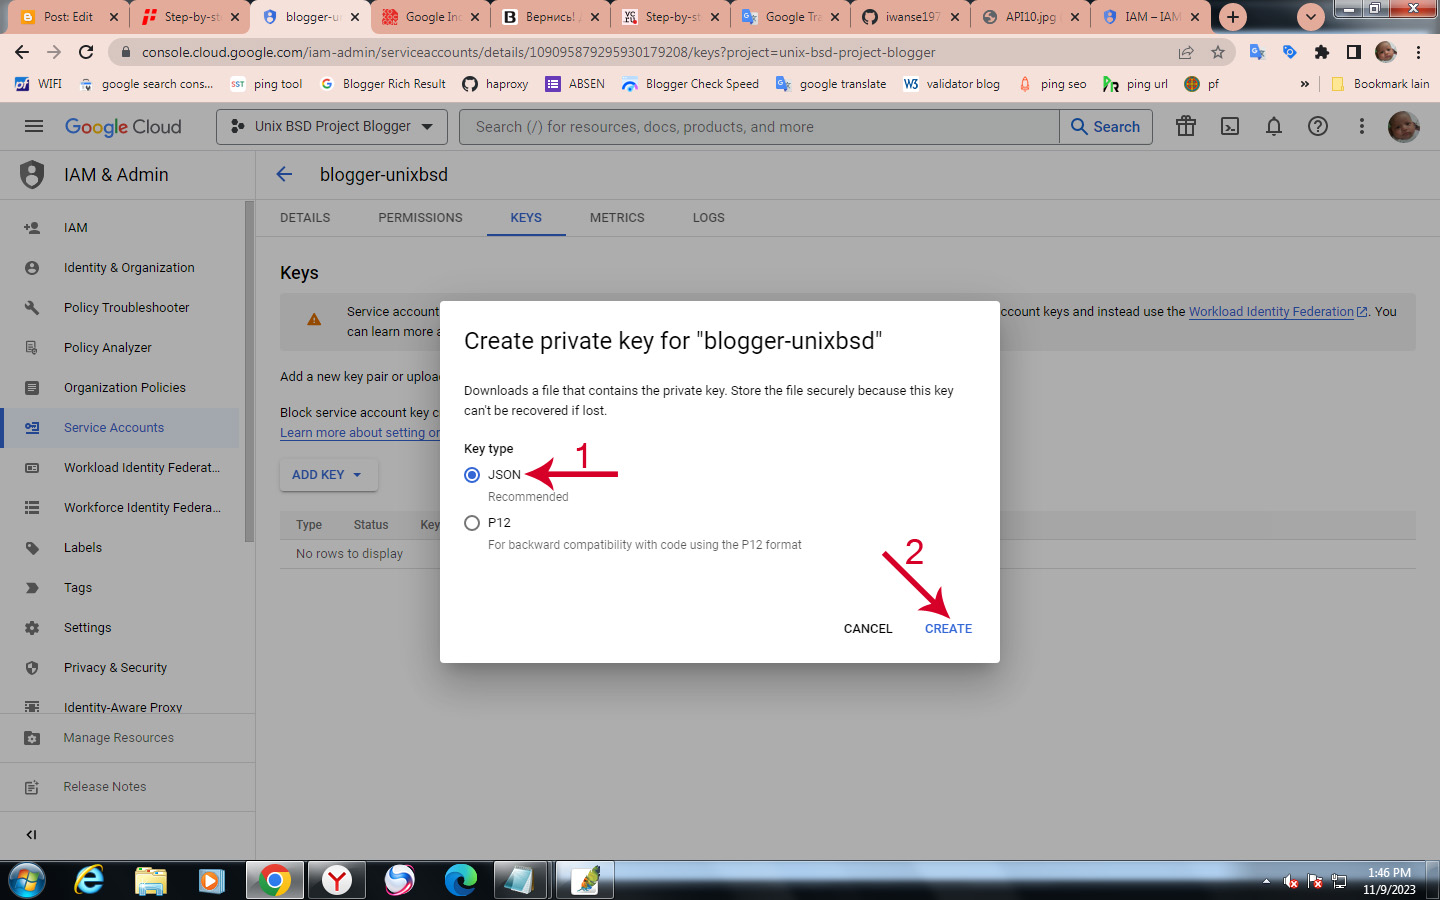 Post: Edit
Step-by-st
blogger-u
Google Ind
Вернись! Д
Step-by-st
Google Tra
iwanse197
API10.jpg
IAM – IAM
console.cloud.google.com/iam-admin/serviceaccounts/details/109095879295930179208/keys?project=unix-bsd-project-blogger
WIFI
google search cons...
ping tool
Blogger Rich Result
haproxy
ABSEN
Blogger Check Speed
google translate
validator blog
ping seo
ping url
pf
»
Bookmark lain
Google Cloud
Unix BSD Project Blogger
Search (/) for resources, docs, products, and more
Search
IAM & Admin
blogger-unixbsd
DETAILS
PERMISSIONS
KEYS
METRICS
LOGS
IAM
Identity & Organization
Policy Troubleshooter
Policy Analyzer
Organization Policies
Service Accounts
Workload Identity Federat...
Workforce Identity Federa...
Labels
Tags
Settings
Privacy & Security
Identity-Aware Proxy
Manage Resources
Release Notes
Keys
Service account
ccount keys and instead use the Workload Identity Federation. You
can learn more a
Add a new key pair or uploa
Block service account key c
Learn more about setting or
ADD KEY
Type
Status
Key
No rows to display
Create private key for "blogger-unixbsd"
Downloads a file that contains the private key. Store the file securely because this key
can't be recovered if lost.
Key type
JSON
1
Recommended
P12
For backward compatibility with code using the P12 format
2
CANCEL
CREATE
1:46 PM
11/9/2023